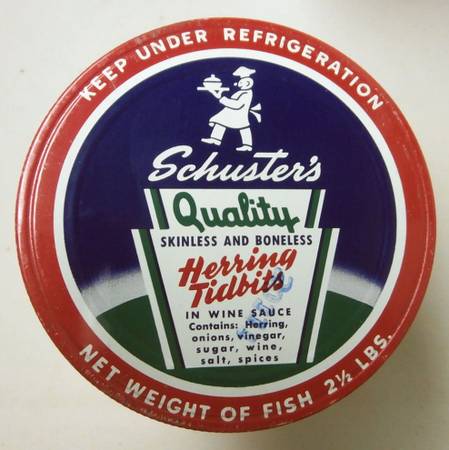 KEEP UNDER REFRIGERATION
Schuster's
Quality
SKINLESS AND BONELESS
Herring
Tidbits
IN WINE SAUCE
Contains: Herring,
onions, vinegar,
sugar, wine,
salt, spices
NET WEIGHT OF FISH 2½ LBS.